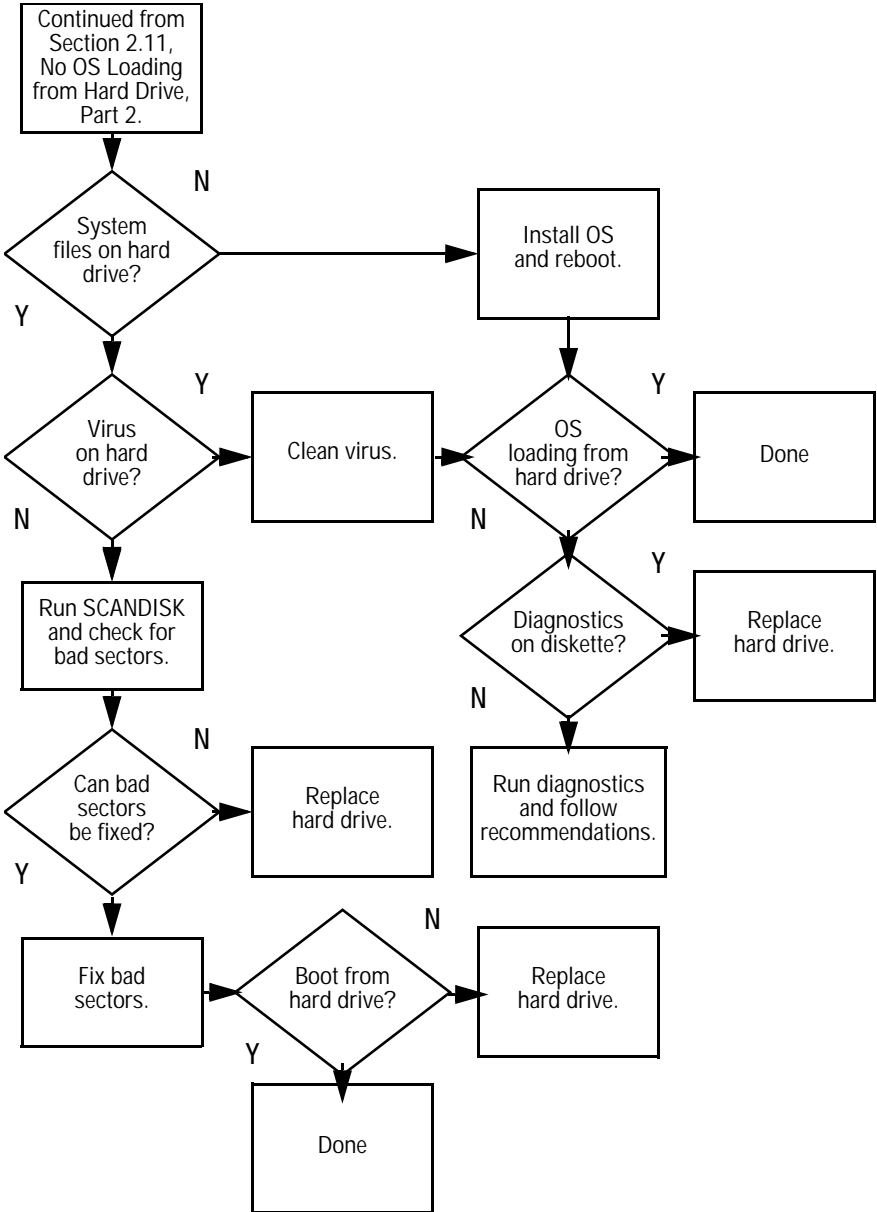 Continued from
Section 2.11,
No OS Loading
from Hard Drive,
Part 2.
N
System
files on hard
drive?
Install OS
and reboot.
Y
Y
Virus
on hard
drive?
Clean virus.
Y
OS
loading from
hard drive?
Done
N
N
Run SCANDISK
and check for
bad sectors.
Y
Diagnostics
on diskette?
Replace
hard drive.
N
N
Can bad
sectors
be fixed?
Replace
hard drive.
Run diagnostics
and follow
recommendations.
Y
Fix bad
sectors.
N
Boot from
hard drive?
Replace
hard drive.
Y
Done